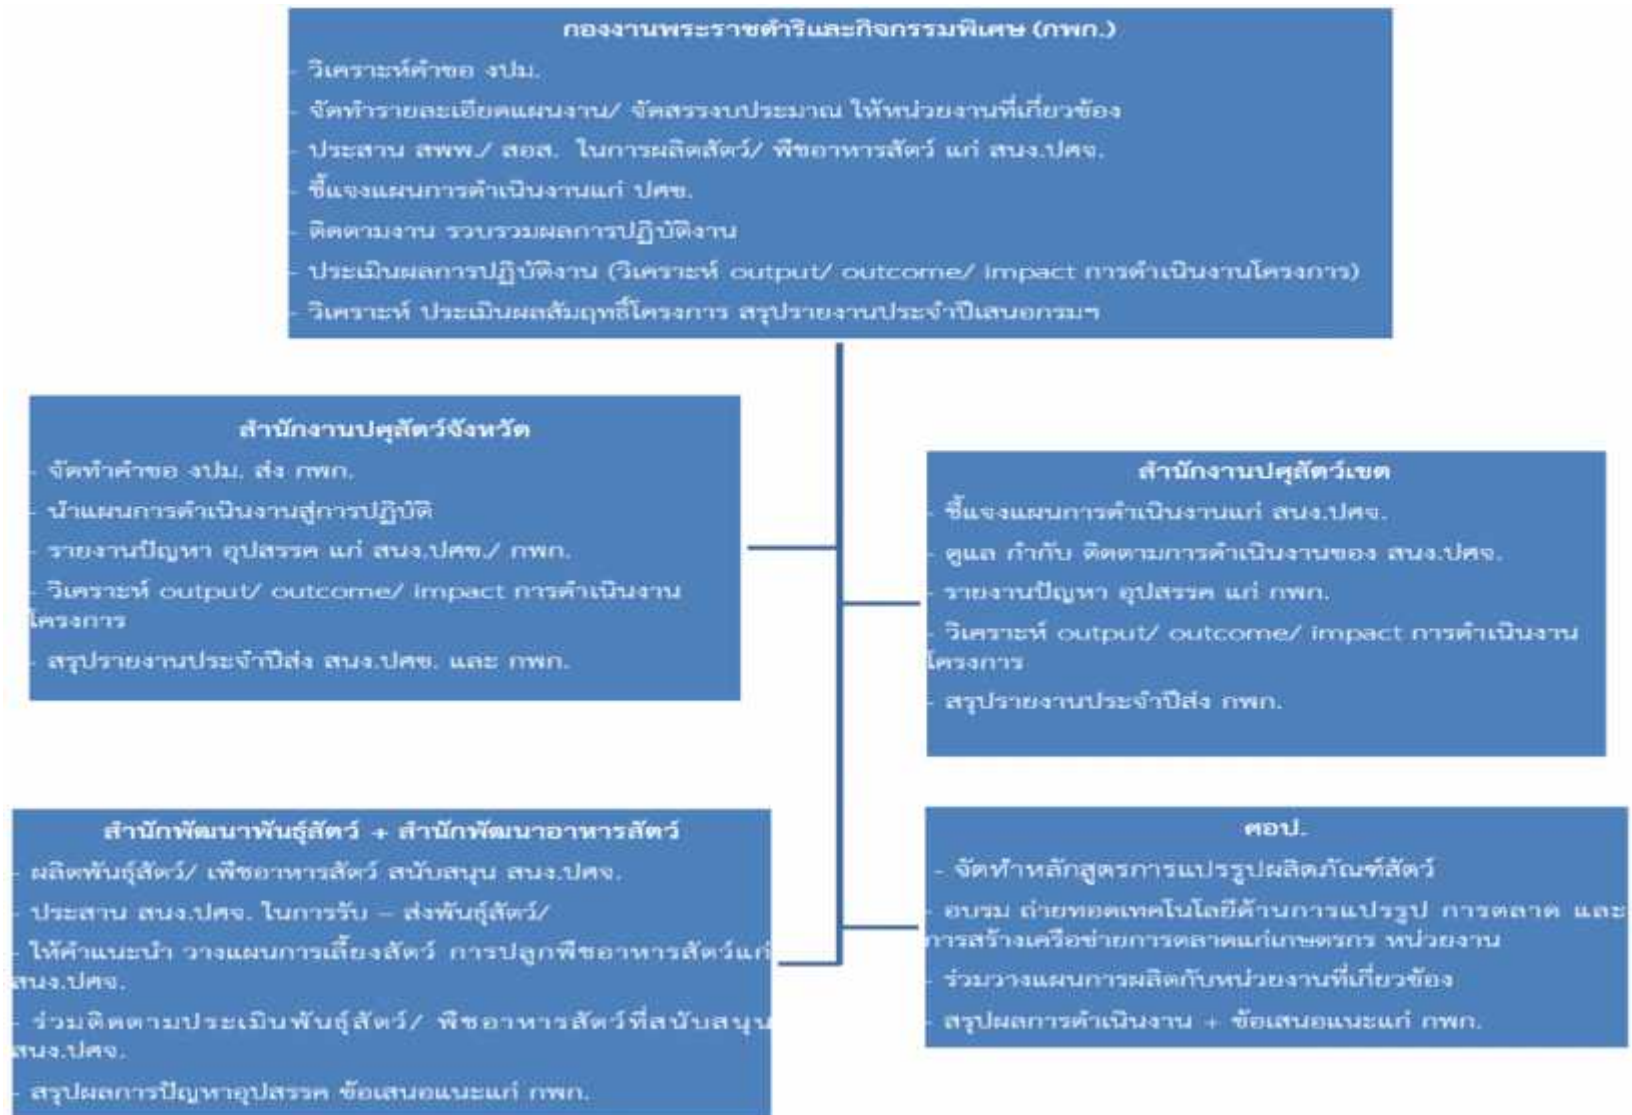 กองงานพระราชดำริและกิจกรรมพิเศษ (กพก.)
- วิเคราะห์คำขอ งปม.
- จัดทำรายละเอียดแผนงาน/ จัดสรรงบประมาณ ให้หน่วยงานที่เกี่ยวข้อง
- ประสาน สพพ./ สอส. ในการผลิตสัตว์/ พืชอาหารสัตว์ แก่ สนง.ปศจ.
- ชี้แจงแผนการดำเนินงานแก่ ปศข.
- ติดตามงาน รวบรวมผลการปฏิบัติงาน
- ประเมินผลการปฏิบัติงาน (วิเคราะห์ output/ outcome/ impact การดำเนินงานโครงการ)
- วิเคราะห์ ประเมินผลสัมฤทธิ์โครงการ สรุปรายงานประจำปีเสนอกรมฯ
สำนักงานปศุสัตว์จังหวัด
- จัดทำคำขอ งปม. ส่ง กพก.
- นำแผนการดำเนินงานสู่การปฏิบัติ
- รายงานปัญหา อุปสรรค แก่ สนง.ปศข./ กพก.
- วิเคราะห์ output/ outcome/ impact การดำเนินงาน
โครงการ
- สรุปรายงานประจำปีส่ง สนง.ปศข. และ กพก.
สำนักงานปศุสัตว์เขต
- ชี้แจงแผนการดำเนินงานแก่ สนง.ปศจ.
- ดูแล กำกับ ติดตามการดำเนินงานของ สนง.ปศจ.
- รายงานปัญหา อุปสรรค แก่ กพก.
- วิเคราะห์ output/ outcome/ impact การดำเนินงาน
โครงการ
- สรุปรายงานประจำปีส่ง กพก.
สำนักพัฒนาพันธุ์สัตว์ + สำนักพัฒนาอาหารสัตว์
- ผลิตพันธุ์สัตว์/ เพืชอาหารสัตว์ สนับสนุน สนง.ปศจ.
- ประสาน สนง.ปศจ. ในการรับ – ส่งพันธุ์สัตว์/
- ให้คำแนะนำ วางแผนการเลี้ยงสัตว์ การปลูกพืชอาหารสัตว์แก่
สนง.ปศจ.
- ร่วมติดตามประเมินพันธุ์สัตว์/ พืชอาหารสัตว์ที่สนับสนุน
สนง.ปศจ.
- สรุปผลการปัญหาอุปสรรค ข้อเสนอแนะแก่ กพก.
ศอป.
- จัดทำหลักสูตรการแปรรูปผลิตภัณฑ์สัตว์
- อบรม ถ่ายทอดเทคโนโลยีด้านการแปรรูป การตลาด และ
การสร้างเครือข่ายการตลาดแก่เกษตรกร หน่วยงาน
- ร่วมวางแผนการผลิตกับหน่วยงานที่เกี่ยวข้อง
- สรุปผลการดำเนินงาน + ข้อเสนอแนะแก่ กพก.